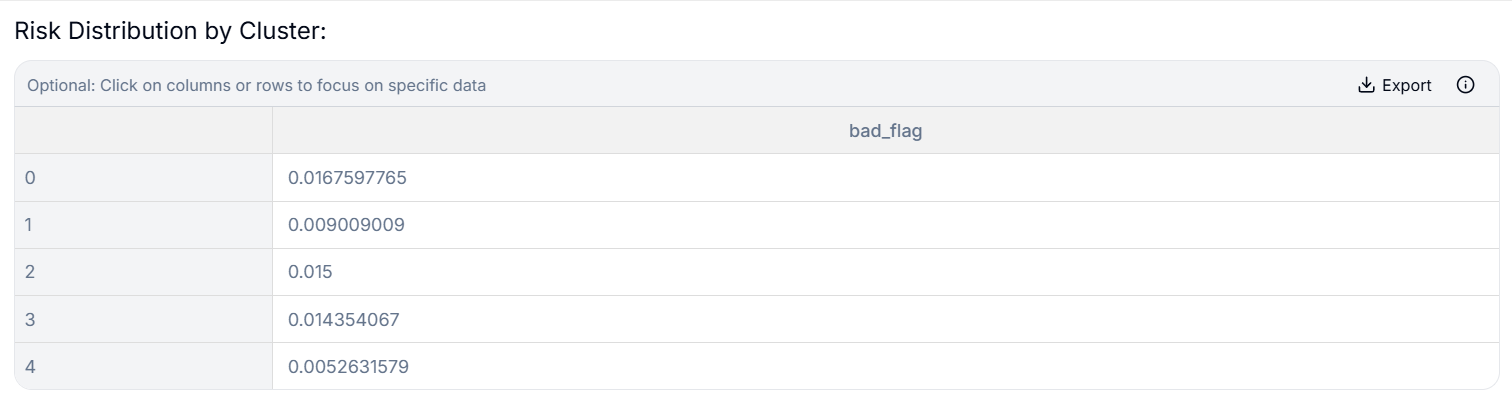 Risk Distribution by Cluster:
Optional: Click on columns or rows to focus on specific data Export
bad_flag
0 0.0167597765
1 0.009009009
2 0.015
3 0.014354067
4 0.0052631579